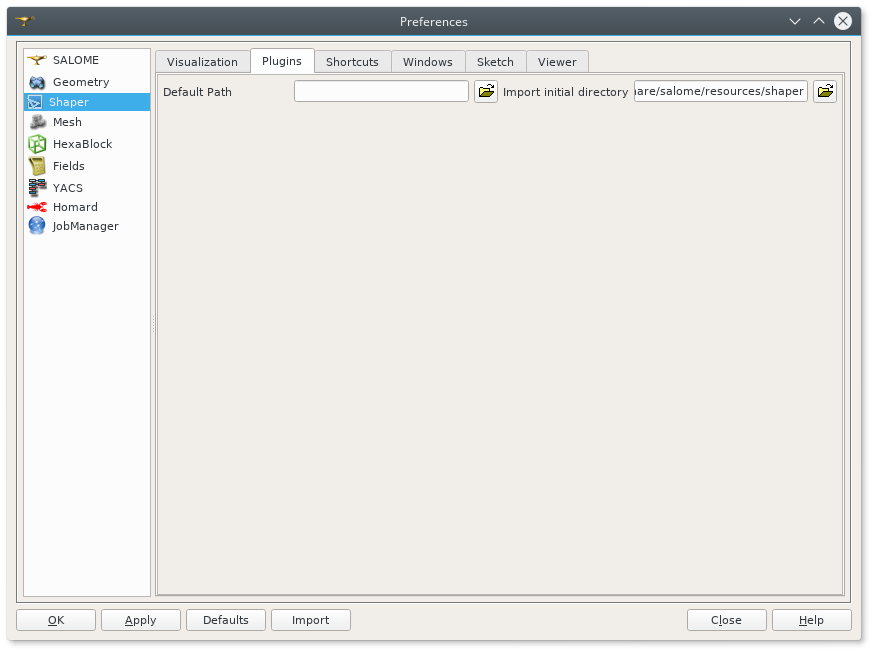 Preferences
SALOME
Geometry
Shaper
Mesh
HexaBlock
Fields
YACS
Homard
JobManager
Visualization Plugins Shortcuts Windows Sketch Viewer
Default Path Import initial directory are/salome/resources/shaper
OK Apply Defaults Import Close Help